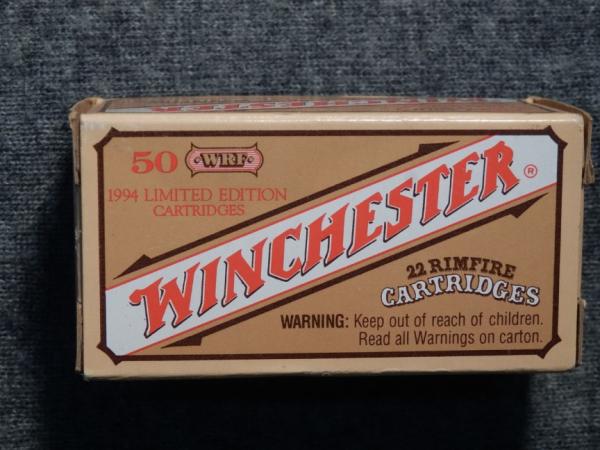 50 WRF
1994 LIMITED EDITION
CARTRIDGES
WINCHESTER®
22 RIMFIRE
CARTRIDGES
WARNING: Keep out of reach of children.
Read all Warnings on carton.